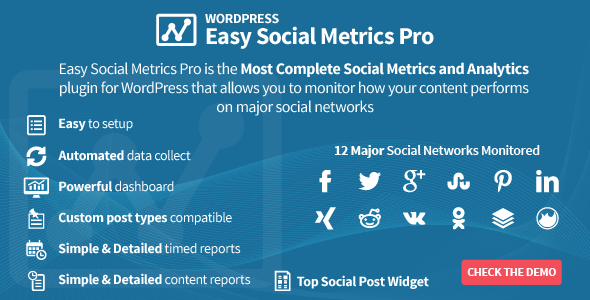 WORDPRESS
Easy Social Metrics Pro
Easy Social Metrics Pro is the Most Complete Social Metrics and Analytics
plugin for WordPress that allows you to monitor how your content performs
on major social networks
Easy to setup
Automated data collect
Powerful dashboard
Custom post types compatible
Simple & Detailed timed reports
Simple & Detailed content reports
12 Major Social Networks Monitored
Top Social Post Widget
CHECK THE DEMO